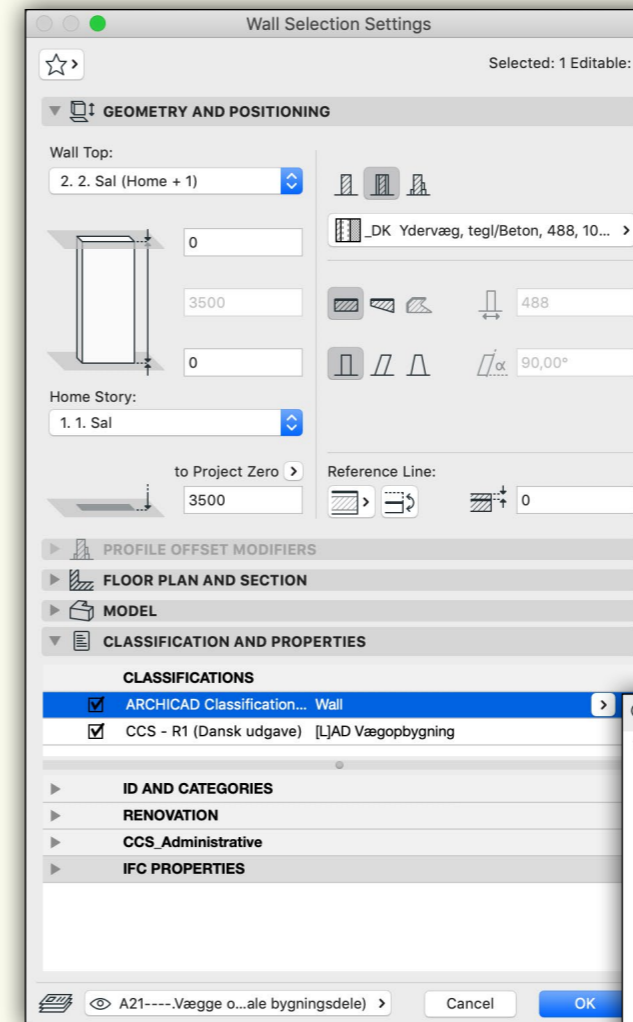 Wall Selection Settings
Selected: 1 Editable:
GEOMETRY AND POSITIONING
Wall Top:
2. 2. Sal (Home + 1)
_DK Ydervæg, tegl/Beton, 488, 10...
0
3500
488
0
α 90,00°
Home Story:
1. 1. Sal
to Project Zero
Reference Line:
3500
0
PROFILE OFFSET MODIFIERS
FLOOR PLAN AND SECTION
MODEL
CLASSIFICATION AND PROPERTIES
CLASSIFICATIONS
ARCHICAD Classification... Wall
CCS - R1 (Dansk udgave) [L]AD Vægopbygning
ID AND CATEGORIES
RENOVATION
CCS_Administrative
IFC PROPERTIES
A21----.Vægge o...ale bygningsdele)
Cancel
OK